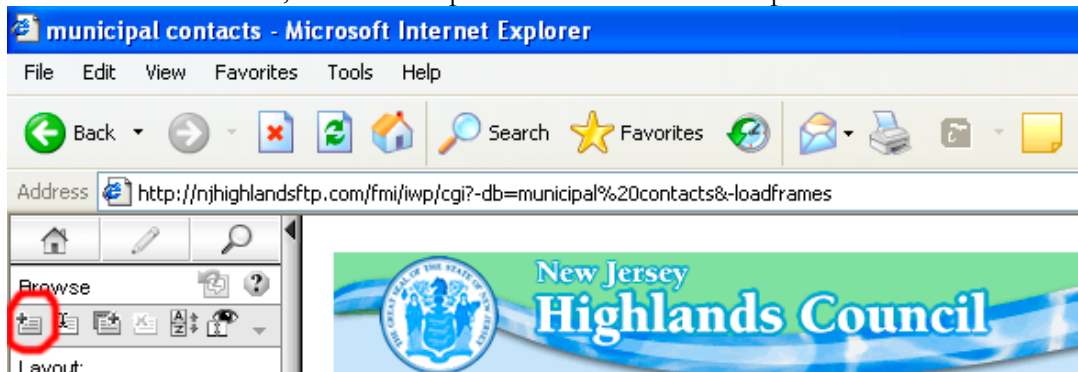 municipal contacts - Microsoft Internet Explorer
File Edit View Favorites Tools Help
Back Search Favorites
Address http://njhighlandsftp.com/fmi/iwp/cgi?-db=municipal%20contacts&-loadframes
Browse
New Jersey
Highlands Council
Layout: